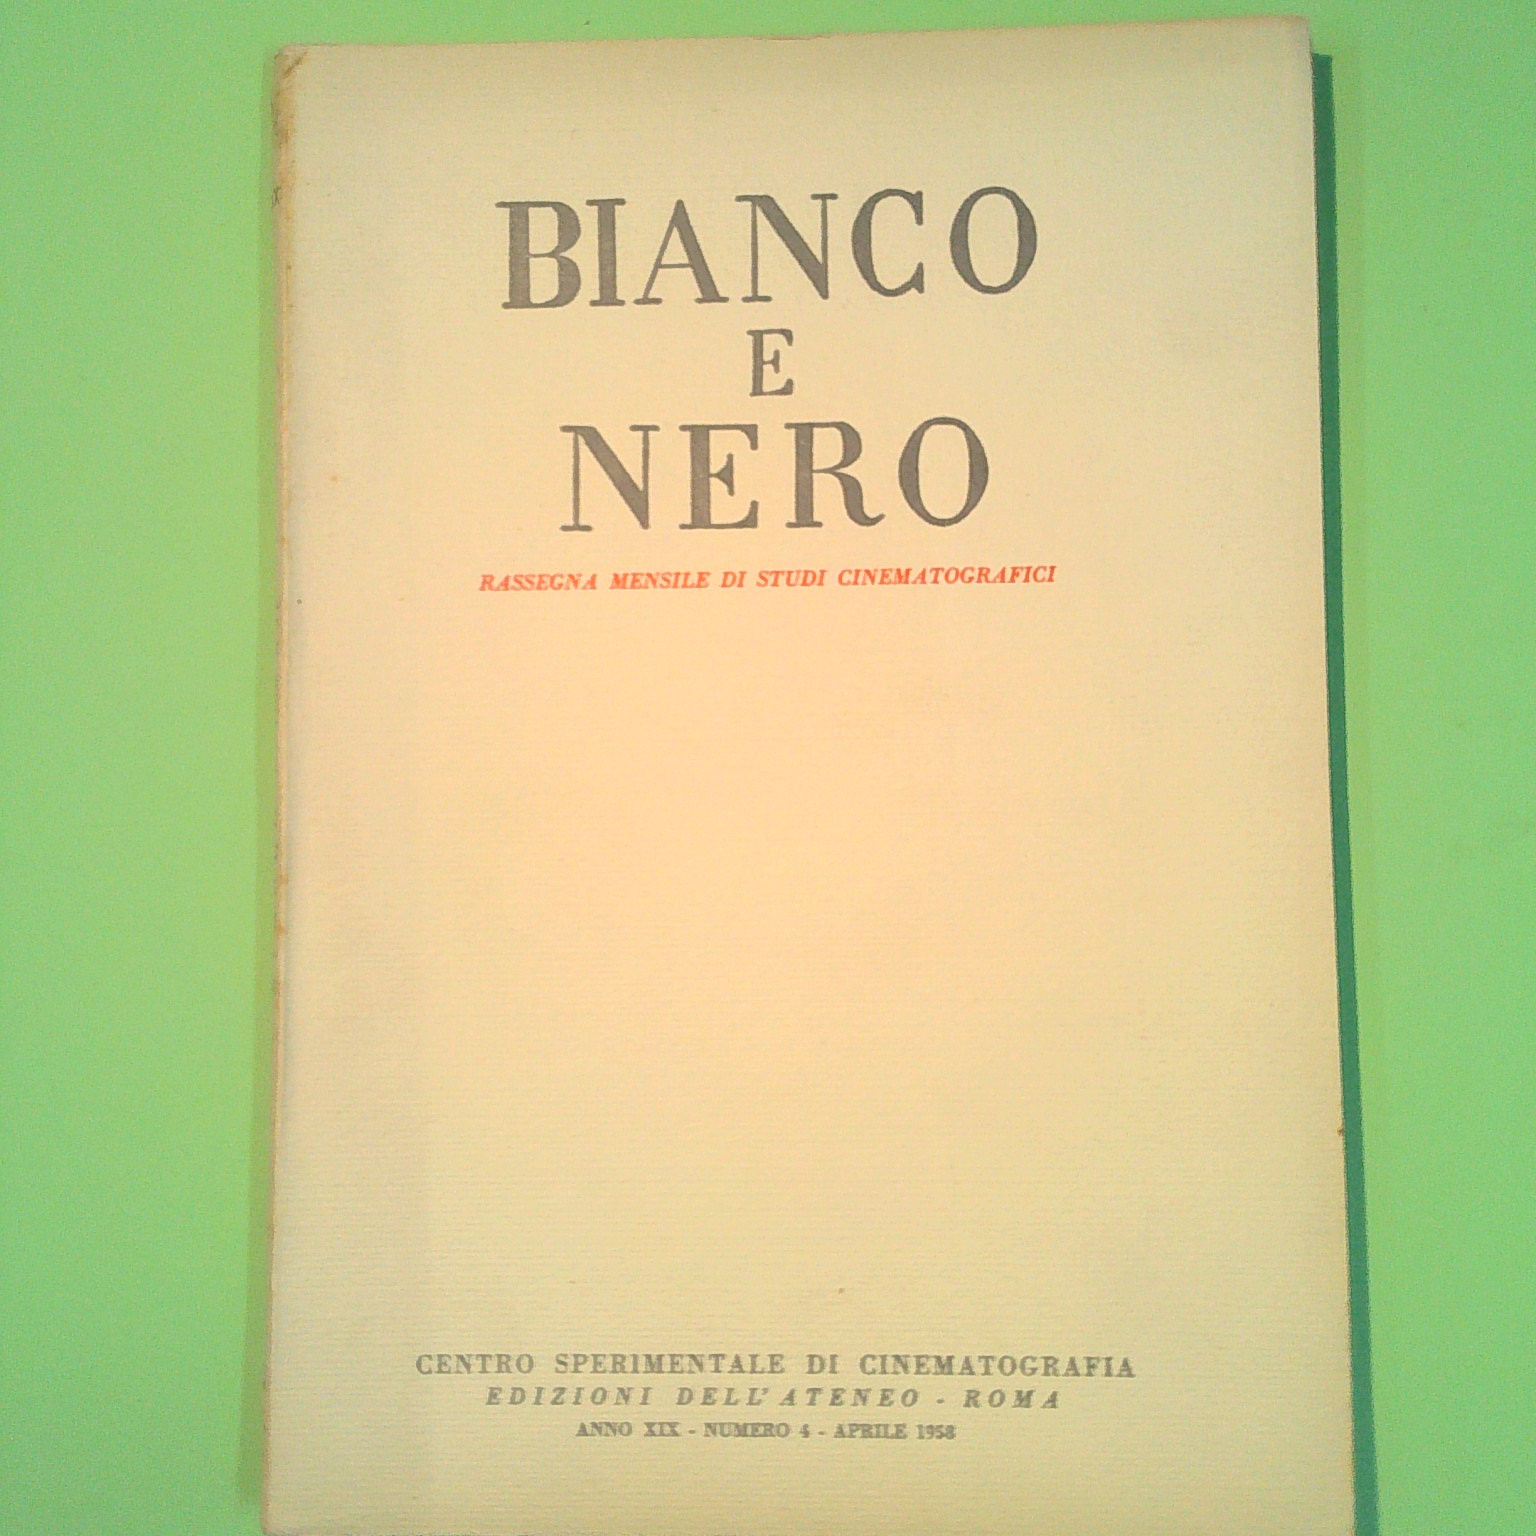 BIANCO
E
NERO
RASSEGNA MENSILE DI STUDI CINEMATOGRAFICI
CENTRO SPERIMENTALE DI CINEMATOGRAFIA
EDIZIONI DELL'ATENEO - ROMA
ANNO XIX - NUMERO 4 - APRILE 1958